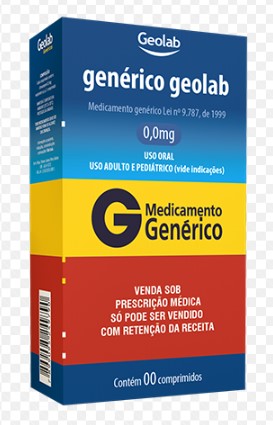 Geolab
genérico geolab
Medicamento genérico Lei nº 9.787, de 1999
0,0mg
USO ORAL
USO ADULTO E PEDIÁTRICO (vide indicações)
G Medicamento
Genérico
VENDA SOB
PRESCRIÇÃO MÉDICA
SÓ PODE SER VENDIDO
COM RETENÇÃO DA RECEITA
Contém 00 comprimidos
Geolab
genérico geolab